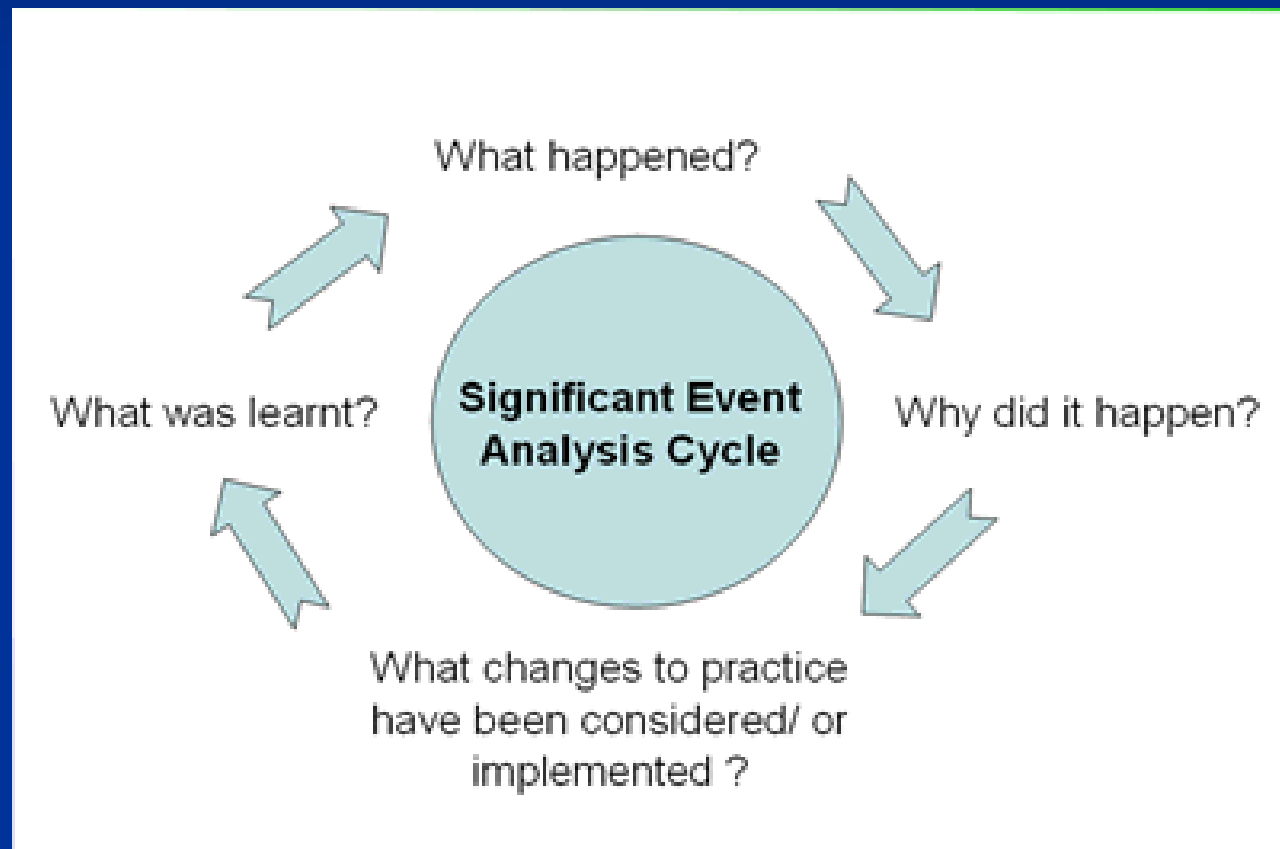 What happened?
Why did it happen?
What changes to practice
have been considered/ or
implemented ?
What was learnt?
Significant Event
Analysis Cycle